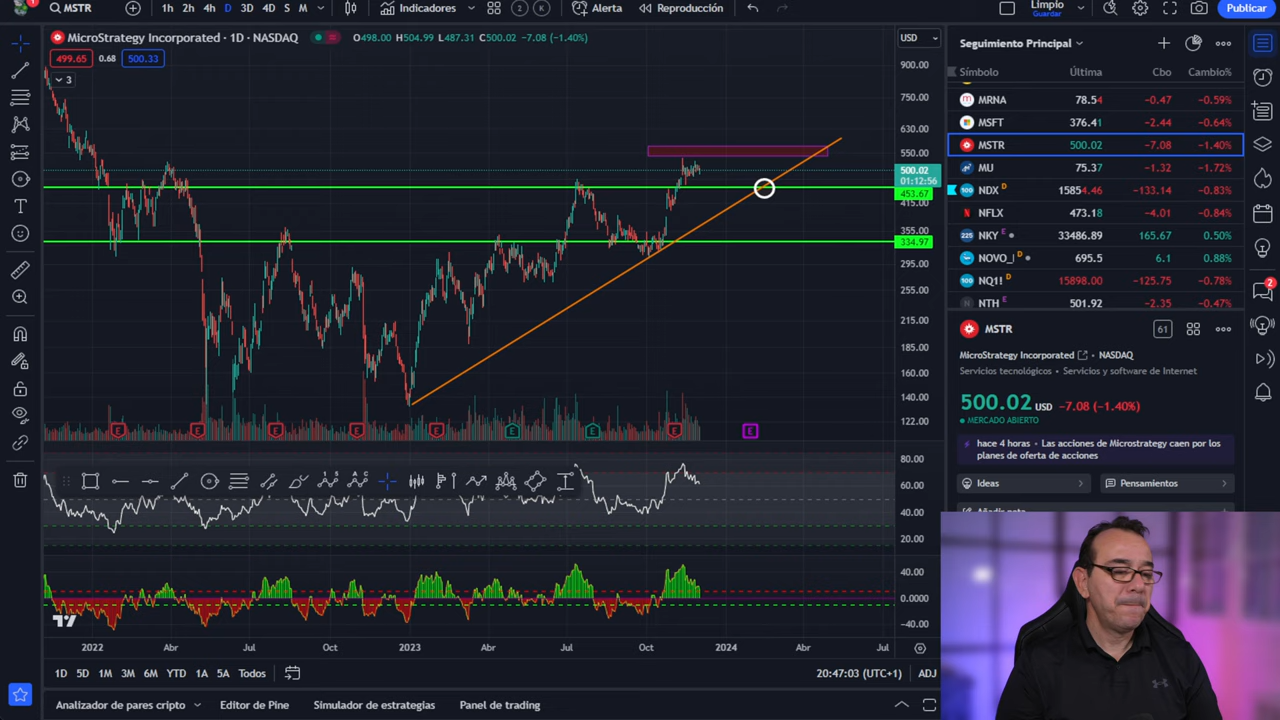 MSTR
1h 2h 4h D 3D 4D S M
Indicadores
2 K
Alerta
Reproducción
Limpio
Guardar
Publicar
MicroStrategy Incorporated · 1D · NASDAQ
O498.00 H504.99 L487.31 C500.02 −7.08 (−1.40%)
USD
499.65 0.68 500.33
3
900.00
750.00
630.00
550.00
500.02
01:12:56
453.67
415.00
355.00
334.97
295.00
255.00
215.00
185.00
160.00
140.00
122.00
E E E E E E E E E
80.00
60.00
40.00
20.00
40.00
0.0000
−40.00
2022 Abr Jul Oct 2023 Abr Jul Oct 2024 Abr Jul
1D 5D 1M 3M 6M YTD 1A 5A Todos
20:47:03 (UTC+1) ADJ
Analizador de pares cripto
Editor de Pine
Simulador de estrategias
Panel de trading
Seguimiento Principal
Símbolo Última Cbo Cambio%
MRNA 78.54 −0.47 −0.59%
MSFT 376.41 −2.44 −0.64%
MSTR 500.02 −7.08 −1.40%
MU 75.37 −1.32 −1.72%
NDX D 15854.46 −133.14 −0.83%
NFLX 473.18 −4.01 −0.84%
NKY E 33486.89 165.67 0.50%
NOVO_ D 695.5 6.1 0.88%
NQ1! D 15898.00 −125.75 −0.78%
NTH E 501.92 −2.35 −0.47%
MSTR
61
MicroStrategy Incorporated · NASDAQ
Servicios tecnológicos · Servicios y software de Internet
500.02 USD −7.08 (−1.40%)
MERCADO ABIERTO
hace 4 horas · Las acciones de Microstrategy caen por los
planes de oferta de acciones
Ideas
Pensamientos
2